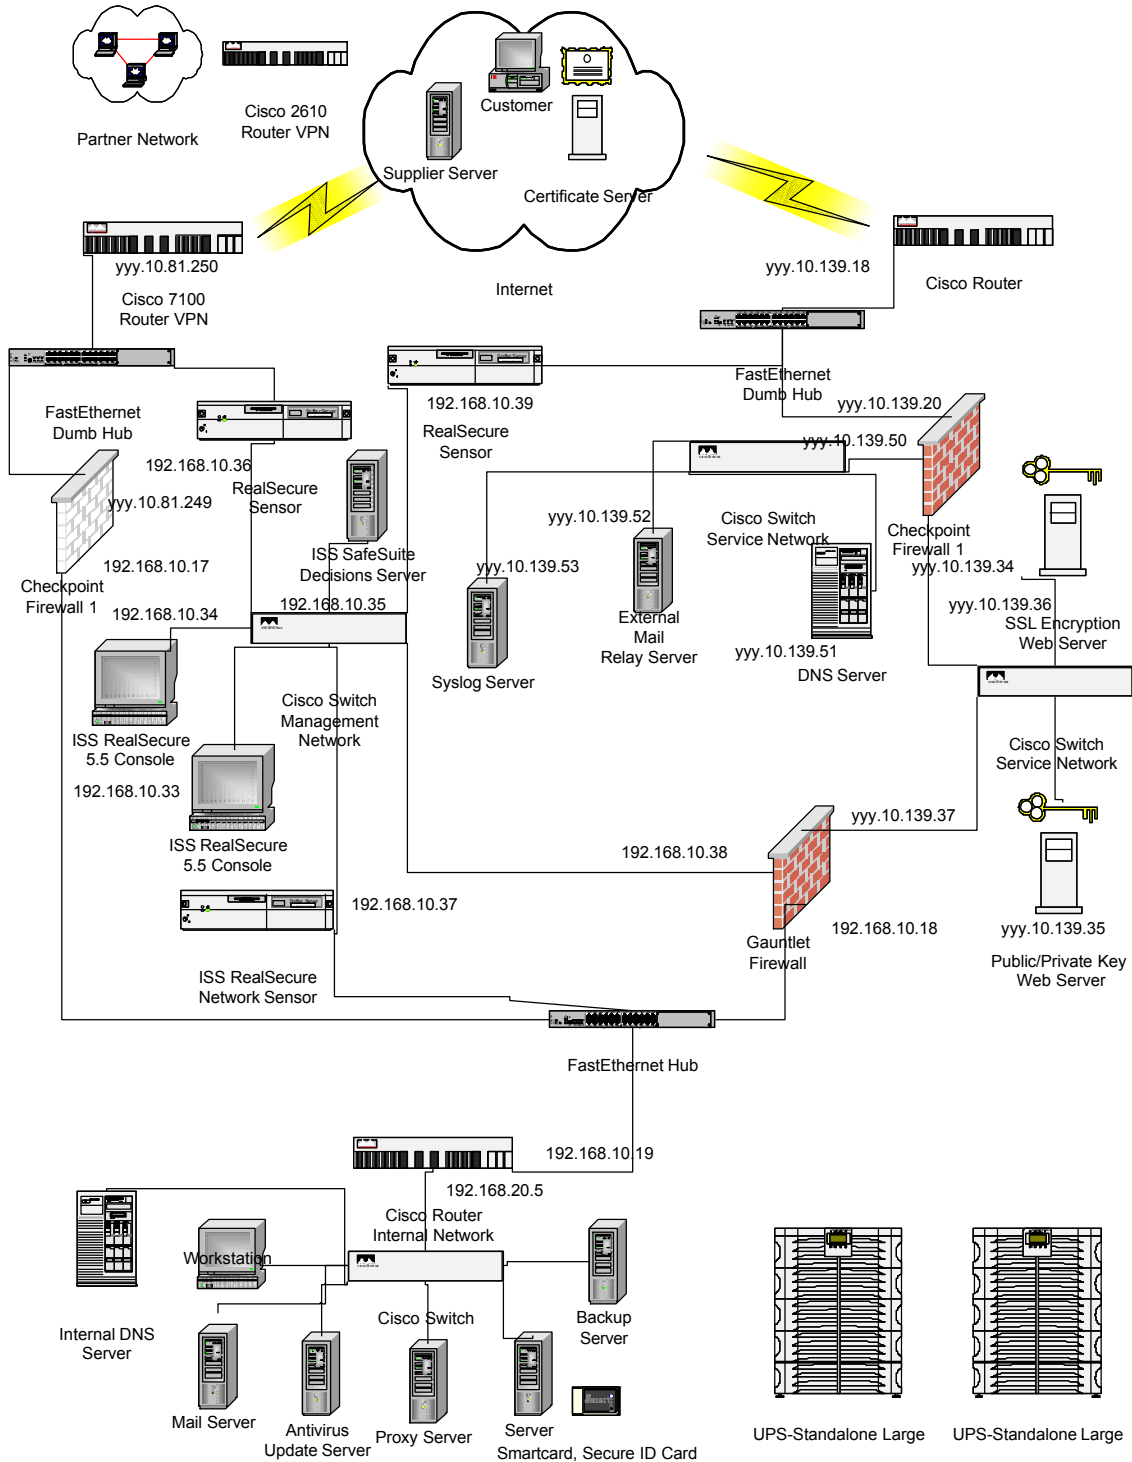 Partner Network
Cisco 2610
Router VPN
Customer
Supplier Server
Certificate Server
Internet
yyy.10.81.250
Cisco 7100
Router VPN
yyy.10.139.18
Cisco Router
FastEthernet
Dumb Hub
192.168.10.39
RealSecure
Sensor
FastEthernet
Dumb Hub
yyy.10.139.20
yyy.10.139.50
192.168.10.36
RealSecure
Sensor
yyy.10.81.249
192.168.10.17
Checkpoint
Firewall 1
ISS SafeSuite
Decisions Server
192.168.10.35
192.168.10.34
yyy.10.139.52
yyy.10.139.53
Cisco Switch
Service Network
Checkpoint
Firewall 1
yyy.10.139.34
yyy.10.139.36
SSL Encryption
Web Server
External
Mail
Relay Server
yyy.10.139.51
DNS Server
Syslog Server
Cisco Switch
Management
Network
ISS RealSecure
5.5 Console
192.168.10.33
ISS RealSecure
5.5 Console
Cisco Switch
Service Network
yyy.10.139.37
192.168.10.38
192.168.10.37
192.168.10.18
Gauntlet
Firewall
yyy.10.139.35
Public/Private Key
Web Server
ISS RealSecure
Network Sensor
FastEthernet Hub
192.168.10.19
192.168.20.5
Cisco Router
Internal Network
Workstation
Internal DNS
Server
Cisco Switch
Backup
Server
Mail Server
Antivirus
Update Server
Proxy Server
Server
Smartcard, Secure ID Card
UPS-Standalone Large
UPS-Standalone Large